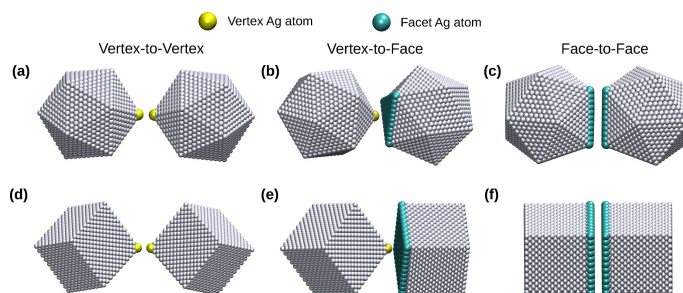 Vertex Ag atom Facet Ag atom
Vertex-to-Vertex Vertex-to-Face Face-to-Face
(a) (b) (c)
(d) (e) (f)